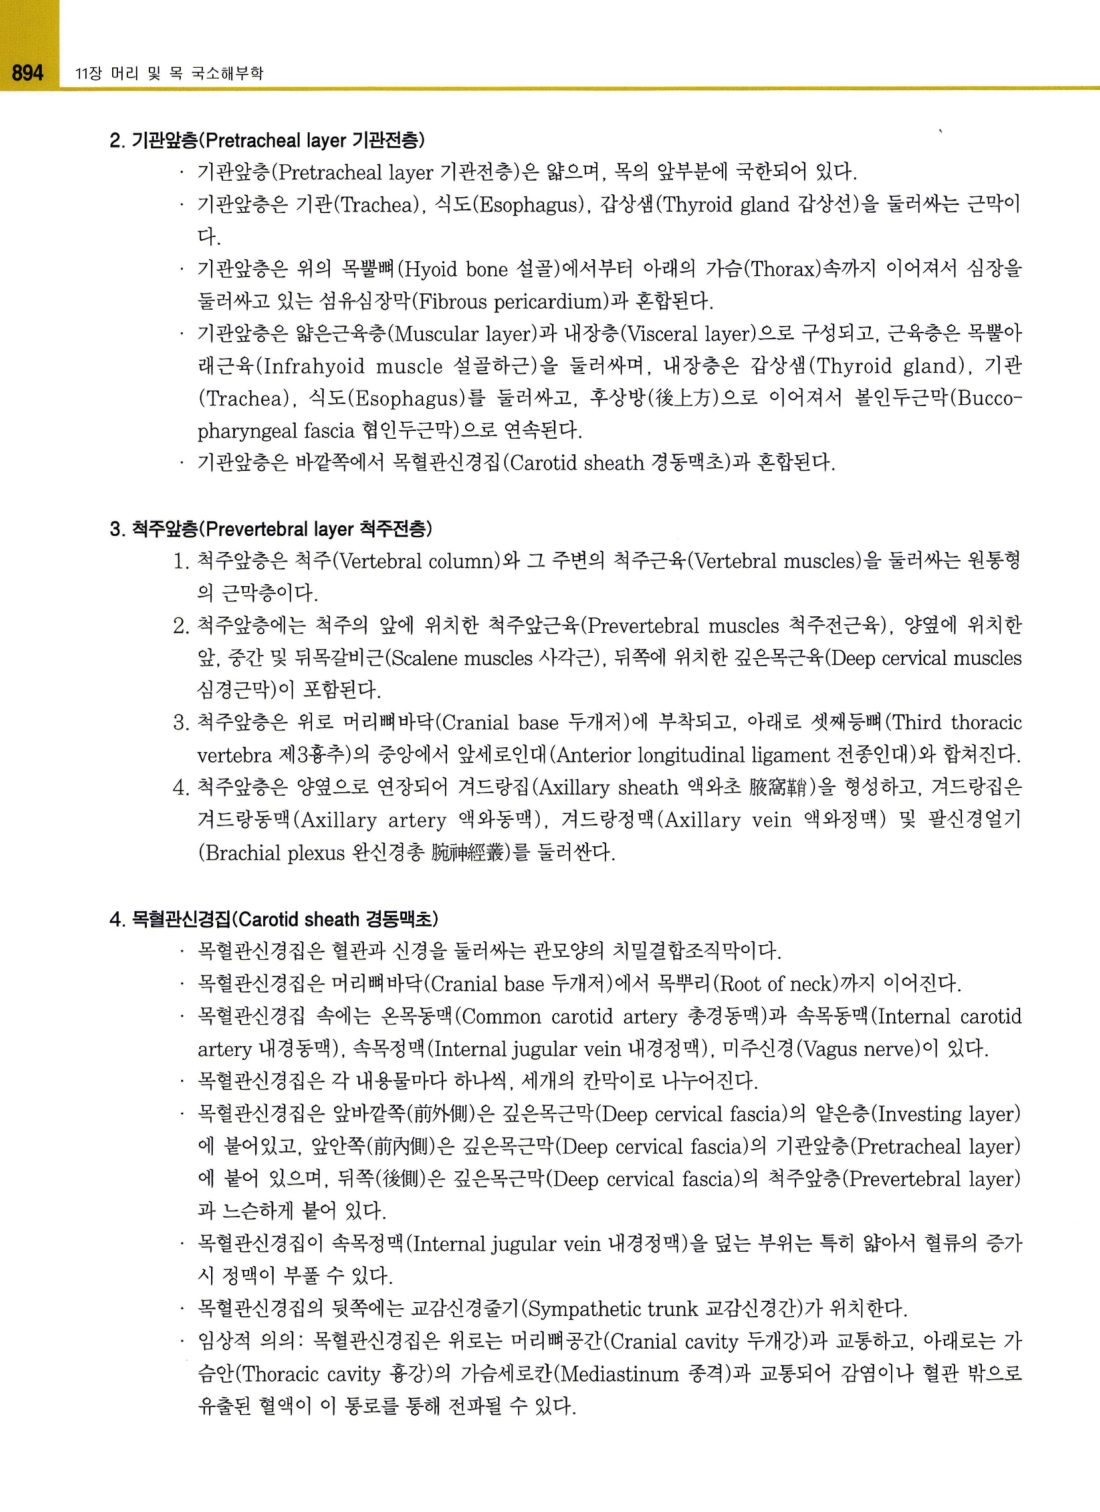 894
11장 머리 및 목 국소해부학
2. 기관앞층(Pretracheal layer 기관전층)
· 기관앞층(Pretracheal layer 기관전층)은 얇으며, 목의 앞부분에 국한되어 있다.
· 기관앞층은 기관(Trachea), 식도(Esophagus), 갑상샘(Thyroid gland 갑상선)을 둘러싸는 근막이
다.
· 기관앞층은 위의 목뿔뼈(Hyoid bone 설골)에서부터 아래의 가슴(Thorax)속까지 이어져서 심장을
둘러싸고 있는 섬유심장막(Fibrous pericardium)과 혼합된다.
· 기관앞층은 얇은근육층(Muscular layer)과 내장층(Visceral layer)으로 구성되고, 근육층은 목뿔아
래근육(Infrahyoid muscle 설골하근)을 둘러싸며, 내장층은 갑상샘(Thyroid gland), 기관
(Trachea), 식도(Esophagus)를 둘러싸고, 후상방(後上方)으로 이어져서 볼인두근막(Bucco-
pharyngeal fascia 협인두근막)으로 연속된다.
· 기관앞층은 바깥쪽에서 목혈관신경집(Carotid sheath 경동맥초)과 혼합된다.
3. 척주앞층(Prevertebral layer 척주전층)
1. 척주앞층은 척주(Vertebral column)와 그 주변의 척주근육(Vertebral muscles)을 둘러싸는 원통형
의 근막층이다.
2. 척주앞층에는 척주의 앞에 위치한 척주앞근육(Prevertebral muscles 척주전근육), 양옆에 위치한
앞, 중간 및 뒤목갈비근(Scalene muscles 사각근), 뒤쪽에 위치한 깊은목근육(Deep cervical muscles
심경근막)이 포함된다.
3. 척주앞층은 위로 머리뼈바닥(Cranial base 두개저)에 부착되고, 아래로 셋째등뼈(Third thoracic
vertebra 제3흉추)의 중앙에서 앞세로인대(Anterior longitudinal ligament 전종인대)와 합쳐진다.
4. 척주앞층은 양옆으로 연장되어 겨드랑집(Axillary sheath 액와초 腋窩鞘)을 형성하고, 겨드랑집은
겨드랑동맥(Axillary artery 액와동맥), 겨드랑정맥(Axillary vein 액와정맥) 및 팔신경얼기
(Brachial plexus 완신경총 腕神經叢)를 둘러싼다.
4. 목혈관신경집(Carotid sheath 경동맥초)
· 목혈관신경집은 혈관과 신경을 둘러싸는 관모양의 치밀결합조직막이다.
· 목혈관신경집은 머리뼈바닥(Cranial base 두개저)에서 목뿌리(Root of neck)까지 이어진다.
· 목혈관신경집 속에는 온목동맥(Common carotid artery 총경동맥)과 속목동맥(Internal carotid
artery 내경동맥), 속목정맥(Internal jugular vein 내경정맥), 미주신경(Vagus nerve)이 있다.
· 목혈관신경집은 각 내용물마다 하나씩, 세개의 칸막이로 나누어진다.
· 목혈관신경집은 앞바깥쪽(前外側)은 깊은목근막(Deep cervical fascia)의 얕은층(Investing layer)
에 붙어있고, 앞안쪽(前內側)은 깊은목근막(Deep cervical fascia)의 기관앞층(Pretracheal layer)
에 붙어 있으며, 뒤쪽(後側)은 깊은목근막(Deep cervical fascia)의 척주앞층(Prevertebral layer)
과 느슨하게 붙어 있다.
· 목혈관신경집이 속목정맥(Internal jugular vein 내경정맥)을 덮는 부위는 특히 얇아서 혈류의 증가
시 정맥이 부풀 수 있다.
· 목혈관신경집의 뒷쪽에는 교감신경줄기(Sympathetic trunk 교감신경간)가 위치한다.
· 임상적 의의: 목혈관신경집은 위로는 머리뼈공간(Cranial cavity 두개강)과 교통하고, 아래로는 가
슴안(Thoracic cavity 흉강)의 가슴세로칸(Mediastinum 종격)과 교통되어 감염이나 혈관 밖으로
유출된 혈액이 이 통로를 통해 전파될 수 있다.